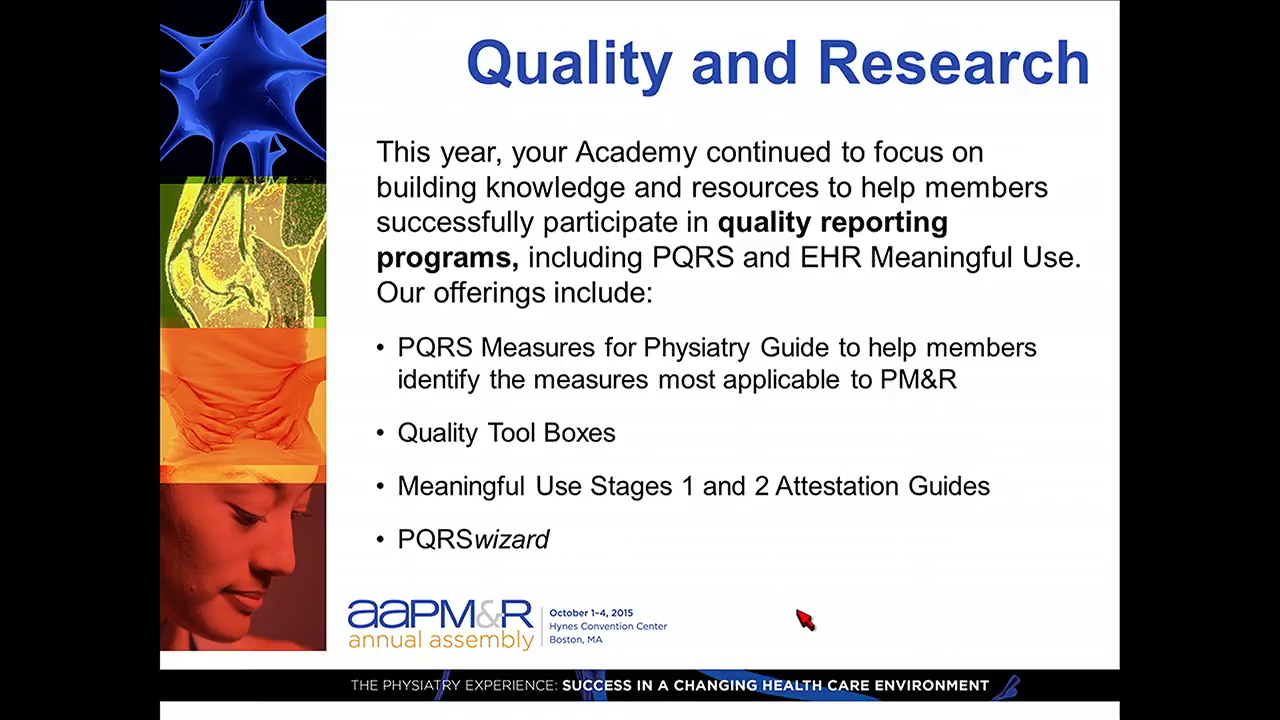 Quality and Research
This year, your Academy continued to focus on
building knowledge and resources to help members
successfully participate in quality reporting
programs, including PQRS and EHR Meaningful Use.
Our offerings include:
• PQRS Measures for Physiatry Guide to help members
identify the measures most applicable to PM&R
• Quality Tool Boxes
• Meaningful Use Stages 1 and 2 Attestation Guides
• PQRSwizard
aaPM&R
annual assembly
October 1-4, 2015
Hynes Convention Center
Boston, MA
THE PHYSIATRY EXPERIENCE: SUCCESS IN A CHANGING HEALTH CARE ENVIRONMENT